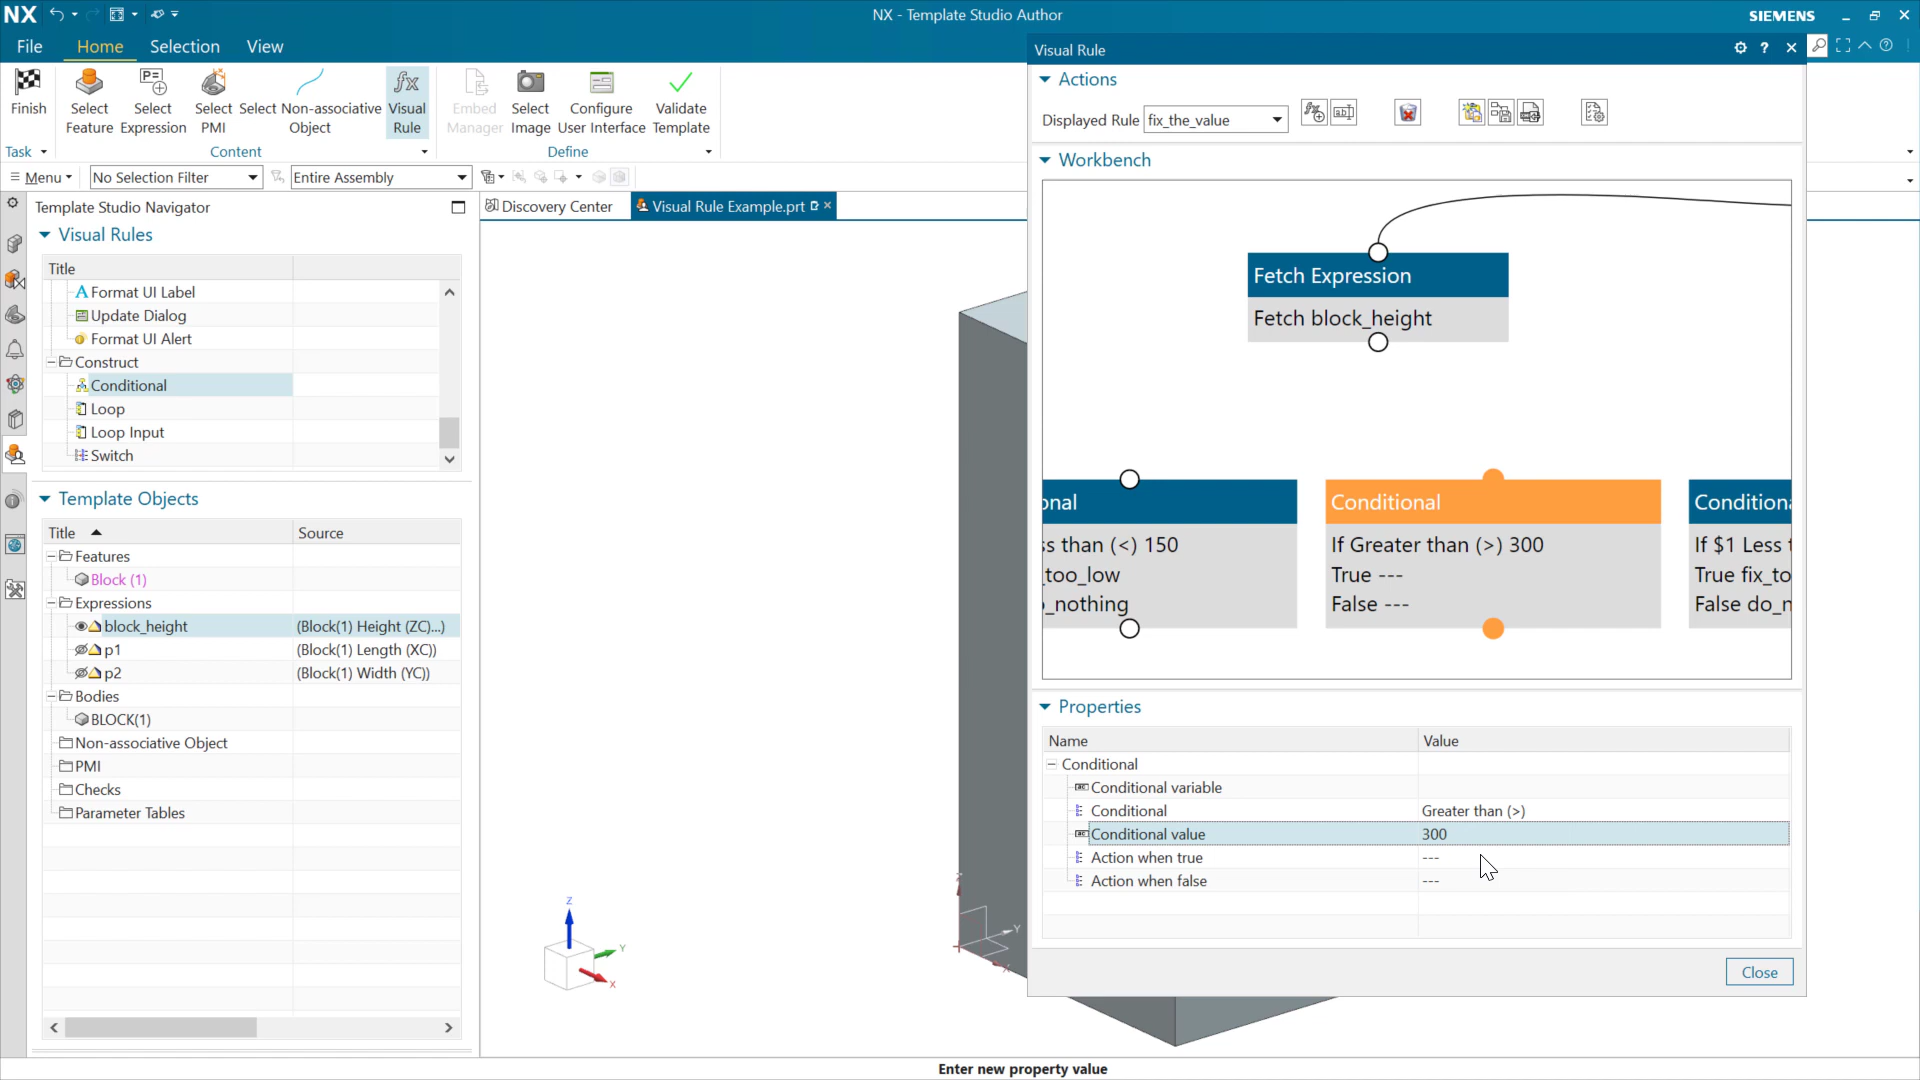 NX
NX - Template Studio Author
SIEMENS
File
Home
Selection
View
Finish
Select Feature
Select Expression
Select PMI
Select Non-associative Object
Visual Rule
Embed Manager
Select Image
Configure User Interface
Validate Template
Task
Content
Define
Menu
No Selection Filter
Entire Assembly
Template Studio Navigator
Visual Rules
Title
Format UI Label
Update Dialog
Format UI Alert
Construct
Conditional
Loop
Loop Input
Switch
Template Objects
Title Source
Features
Block (1)
Expressions
block_height (Block(1) Height (ZC)...)
p1 (Block(1) Length (XC))
p2 (Block(1) Width (YC))
Bodies
BLOCK(1)
Non-associative Object
PMI
Checks
Parameter Tables
Discovery Center
Visual Rule Example.prt
Z
Y
X
Y
Visual Rule
Actions
Displayed Rule fix_the_value
Workbench
Fetch Expression
Fetch block_height
onal
ss than (<) 150
_too_low
_nothing
Conditional
If Greater than (>) 300
True ---
False ---
Conditiona
If $1 Less t
True fix_to
False do_n
Properties
Name Value
Conditional
Conditional variable
Conditional Greater than (>)
Conditional value 300
Action when true ---
Action when false ---
Close
Enter new property value